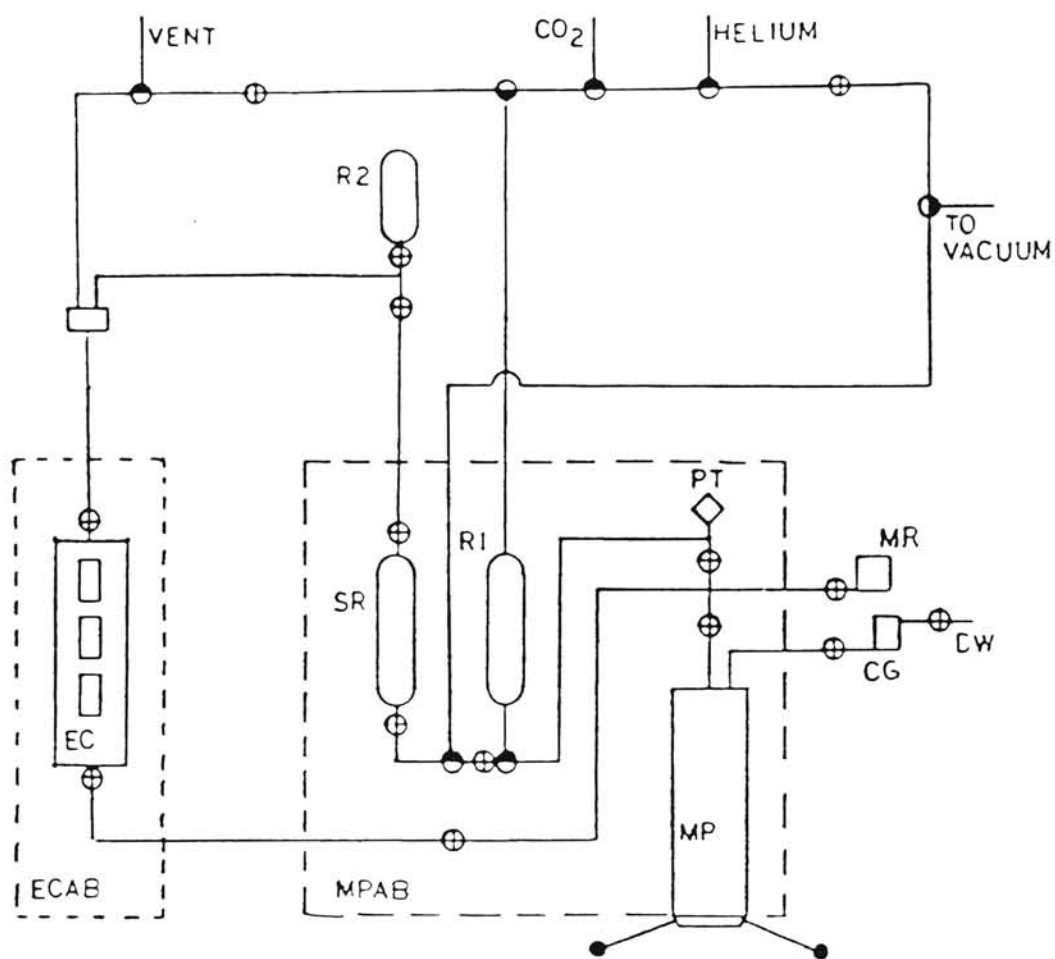 VENT
CO2
HELIUM
R2
TO
VACUUM
PT
R1
MR
SR
CW
CG
EC
MP
ECAB
MPAB